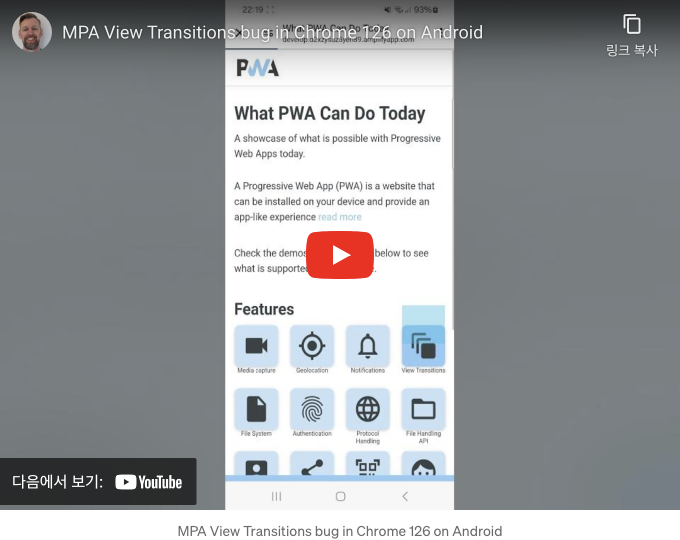 22:19
93%
MPA View Transitions bug in Chrome 126 on Android
링크 복사
What PWA Can Do Today
PWA
What PWA Can Do Today
A showcase of what is possible with Progressive
Web Apps today.
A Progressive Web App (PWA) is a website that
can be installed on your device and provide an
app-like experience read more
Check the demos below to see
what is supported
Features
Media capture
Geolocation
Notifications
View Transitions
File System
Authentication
Protocol
Handling
File Handling
API
다음에서 보기: YouTube
MPA View Transitions bug in Chrome 126 on Android